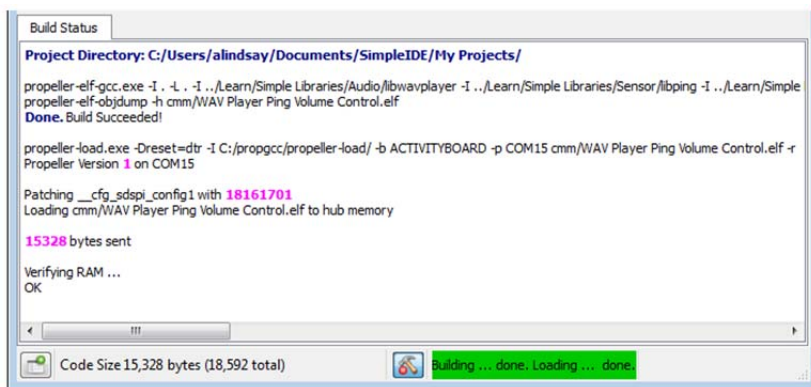 Build Status
Project Directory: C:/Users/alindsay/Documents/SimpleIDE/My Projects/
propeller-elf-gcc.exe -I . -L . -I ../Learn/Simple Libraries/Audio/libwavplayer -I ../Learn/Simple Libraries/Sensor/libping -I ../Learn/Simple
propeller-elf-objdump -h cmm/WAV Player Ping Volume Control.elf
Done. Build Succeeded!
propeller-load.exe -Dreset=dtr -I C:/propgcc/propeller-load/ -b ACTIVITYBOARD -p COM15 cmm/WAV Player Ping Volume Control.elf -r
Propeller Version 1 on COM15
Patching __cfg_sdspi_config1 with 18161701
Loading cmm/WAV Player Ping Volume Control.elf to hub memory
15328 bytes sent
Verifying RAM ...
OK
Code Size 15,328 bytes (18,592 total)
Building ... done. Loading ... done.